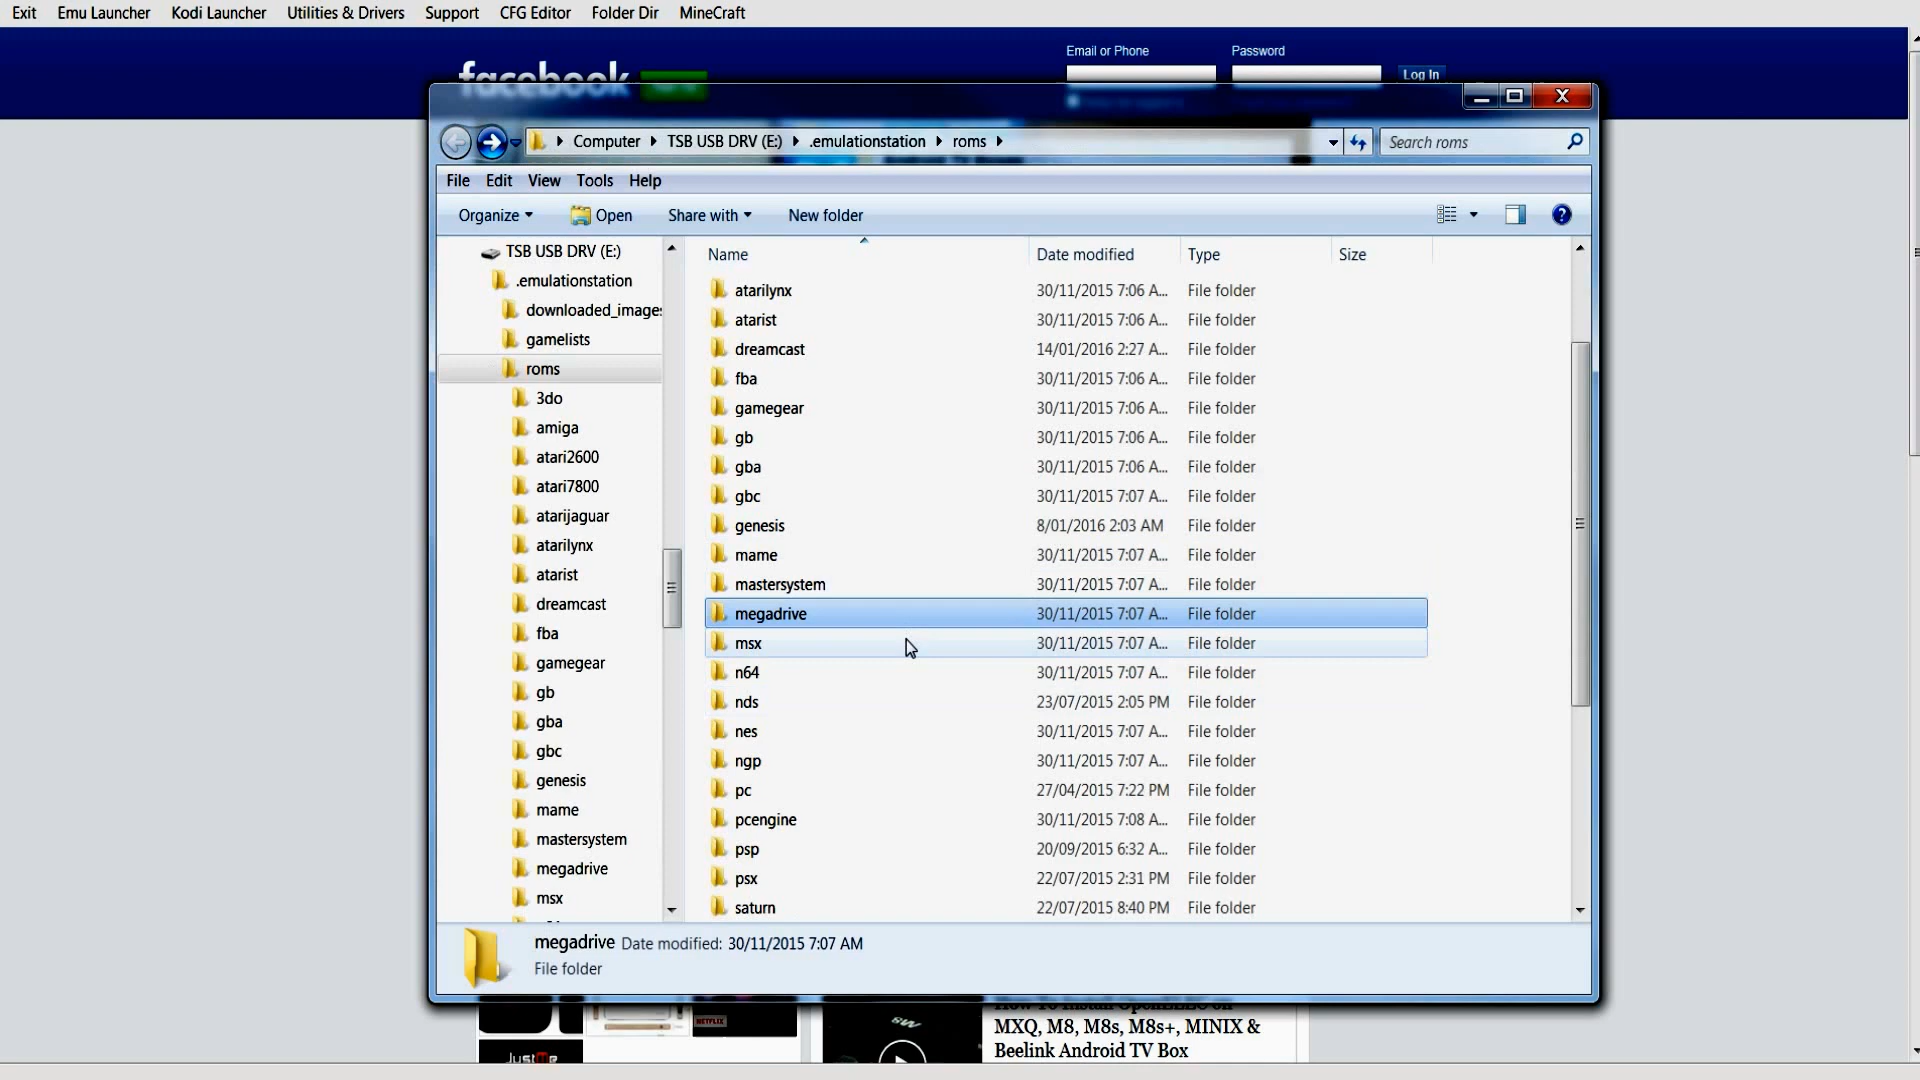 Exit Emu Launcher Kodi Launcher Utilities & Drivers Support CFG Editor Folder Dir MineCraft
Email or Phone Password
facebook
Log In
Computer TSB USB DRV (E:) .emulationstation roms
Search roms
File Edit View Tools Help
Organize Open Share with New folder
TSB USB DRV (E:)
.emulationstation
downloaded_images
gamelists
roms
3do
amiga
atari2600
atari7800
atarijaguar
atarilynx
atarist
dreamcast
fba
gamegear
gb
gba
gbc
genesis
mame
mastersystem
megadrive
msx
Name Date modified Type Size
atarilynx 30/11/2015 7:06 A... File folder
atarist 30/11/2015 7:06 A... File folder
dreamcast 14/01/2016 2:27 A... File folder
fba 30/11/2015 7:06 A... File folder
gamegear 30/11/2015 7:06 A... File folder
gb 30/11/2015 7:06 A... File folder
gba 30/11/2015 7:06 A... File folder
gbc 30/11/2015 7:07 A... File folder
genesis 8/01/2016 2:03 AM File folder
mame 30/11/2015 7:07 A... File folder
mastersystem 30/11/2015 7:07 A... File folder
megadrive 30/11/2015 7:07 A... File folder
msx 30/11/2015 7:07 A... File folder
n64 30/11/2015 7:07 A... File folder
nds 23/07/2015 2:05 PM File folder
nes 30/11/2015 7:07 A... File folder
ngp 30/11/2015 7:07 A... File folder
pc 27/04/2015 7:22 PM File folder
pcengine 30/11/2015 7:08 A... File folder
psp 20/09/2015 6:32 A... File folder
psx 22/07/2015 2:31 PM File folder
saturn 22/07/2015 8:40 PM File folder
megadrive Date modified: 30/11/2015 7:07 AM
File folder
NETFLIX
How To Install OpenELEC on
MXQ, M8, M8s, M8s+, MINIX &
Beelink Android TV Box